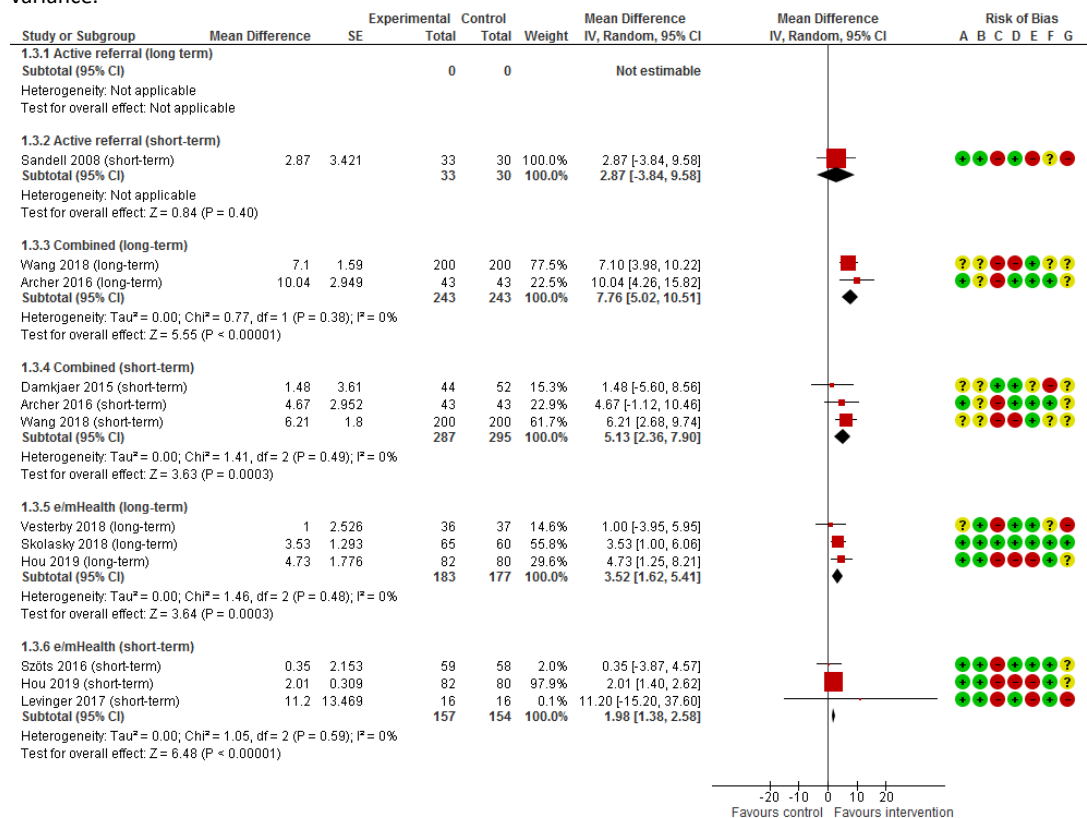 Experimental Control Mean Difference Mean Difference Risk of Bias
Study or Subgroup Mean Difference SE Total Total Weight IV, Random, 95% CI IV, Random, 95% CI A B C D E F G
1.3.1 Active referral (long term)
Subtotal (95% CI) 0 0 Not estimable
Heterogeneity: Not applicable
Test for overall effect: Not applicable
1.3.2 Active referral (short-term)
Sandell 2008 (short-term) 2.87 3.421 33 30 100.0% 2.87 [-3.84, 9.58] + + - + - ? -
Subtotal (95% CI) 33 30 100.0% 2.87 [-3.84, 9.58]
Heterogeneity: Not applicable
Test for overall effect: Z = 0.84 (P = 0.40)
1.3.3 Combined (long-term)
Wang 2018 (long-term) 7.1 1.59 200 200 77.5% 7.10 [3.98, 10.22] ? ? - - + ? ?
Archer 2016 (long-term) 10.04 2.949 43 43 22.5% 10.04 [4.26, 15.82] + ? - + + + ?
Subtotal (95% CI) 243 243 100.0% 7.76 [5.02, 10.51]
Heterogeneity: Tau² = 0.00; Chi² = 0.77, df = 1 (P = 0.38); I² = 0%
Test for overall effect: Z = 5.55 (P < 0.00001)
1.3.4 Combined (short-term)
Damkjaer 2015 (short-term) 1.48 3.61 44 52 15.3% 1.48 [-5.60, 8.56] ? ? + + ? - ?
Archer 2016 (short-term) 4.67 2.952 43 43 22.9% 4.67 [-1.12, 10.46] + ? - + + + ?
Wang 2018 (short-term) 6.21 1.8 200 200 61.7% 6.21 [2.68, 9.74] ? ? - - + ? ?
Subtotal (95% CI) 287 295 100.0% 5.13 [2.36, 7.90]
Heterogeneity: Tau² = 0.00; Chi² = 1.41, df = 2 (P = 0.49); I² = 0%
Test for overall effect: Z = 3.63 (P = 0.0003)
1.3.5 e/mHealth (long-term)
Vesterby 2018 (long-term) 1 2.526 36 37 14.6% 1.00 [-3.95, 5.95] ? + - + + ? -
Skolasky 2018 (long-term) 3.53 1.293 65 60 55.8% 3.53 [1.00, 6.06] + + + + + + +
Hou 2019 (long-term) 4.73 1.776 82 80 29.6% 4.73 [1.25, 8.21] + + - - - + ?
Subtotal (95% CI) 183 177 100.0% 3.52 [1.62, 5.41]
Heterogeneity: Tau² = 0.00; Chi² = 1.46, df = 2 (P = 0.48); I² = 0%
Test for overall effect: Z = 3.64 (P = 0.0003)
1.3.6 e/mHealth (short-term)
Szöts 2016 (short-term) 0.35 2.153 59 58 2.0% 0.35 [-3.87, 4.57] + + - + + + ?
Hou 2019 (short-term) 2.01 0.309 82 80 97.9% 2.01 [1.40, 2.62] + + - - - + ?
Levinger 2017 (short-term) 11.2 13.469 16 16 0.1% 11.20 [-15.20, 37.60] + + - + - + -
Subtotal (95% CI) 157 154 100.0% 1.98 [1.38, 2.58]
Heterogeneity: Tau² = 0.00; Chi² = 1.05, df = 2 (P = 0.59); I² = 0%
Test for overall effect: Z = 6.48 (P < 0.00001)
-20 -10 0 10 20
Favours control Favours intervention